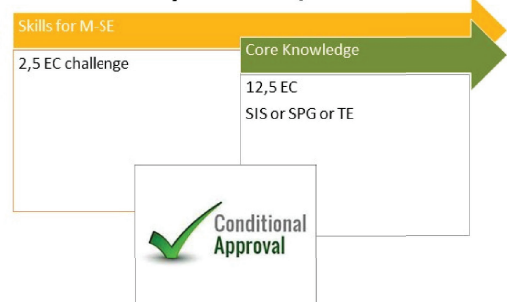 Skills for M-SE
2,5 EC challenge
Core Knowledge
12,5 EC
SIS or SPG or TE
Conditional
Approval